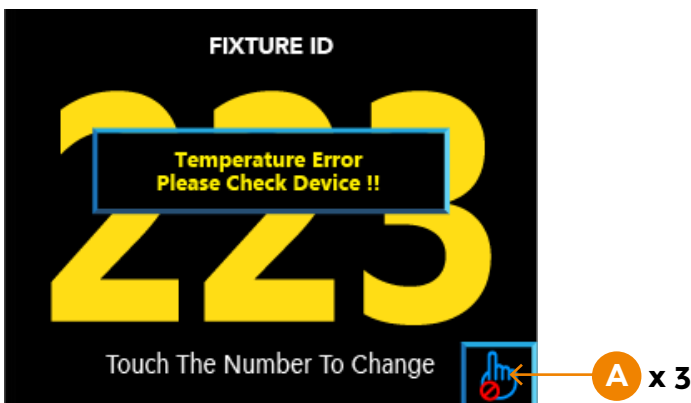 FIXTURE ID
223
Temperature Error
Please Check Device !!
Touch The Number To Change
A x 3